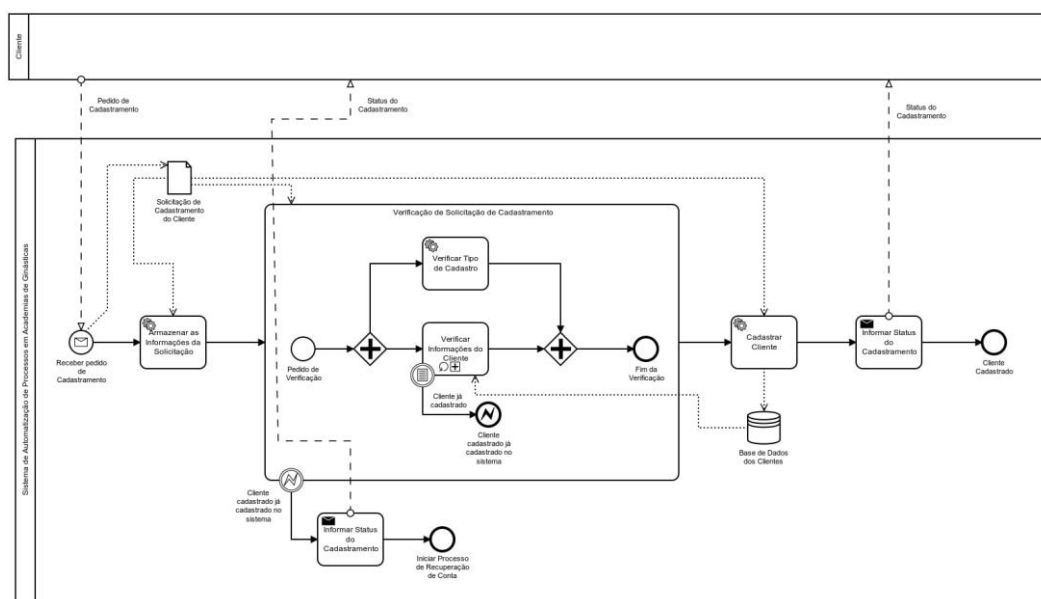 Cliente
Pedido de
Cadastramento
Status do
Cadastramento
Status do
Cadastramento
Sistema de Automatização de Processos em Academias de Ginásticas
Solicitação de
Cadastramento
do Cliente
Verificação de Solicitação de Cadastramento
Verificar Tipo
de Cadastro
Receber pedido
de
Cadastramento
Armazenar as
Informações da
Solicitação
Pedido de
Verificação
Verificar
Informações do
Cliente
Cliente já
cadastrado
Cliente
cadastrado já
cadastrado no
sistema
Fim da
Verificação
Cadastrar
Cliente
Informar Status
do
Cadastramento
Cliente
Cadastrado
Base de Dados
dos Clientes
Cliente
cadastrado já
cadastrado no
sistema
Informar Status
do
Cadastramento
Iniciar Processo
de Recuperação
de Conta